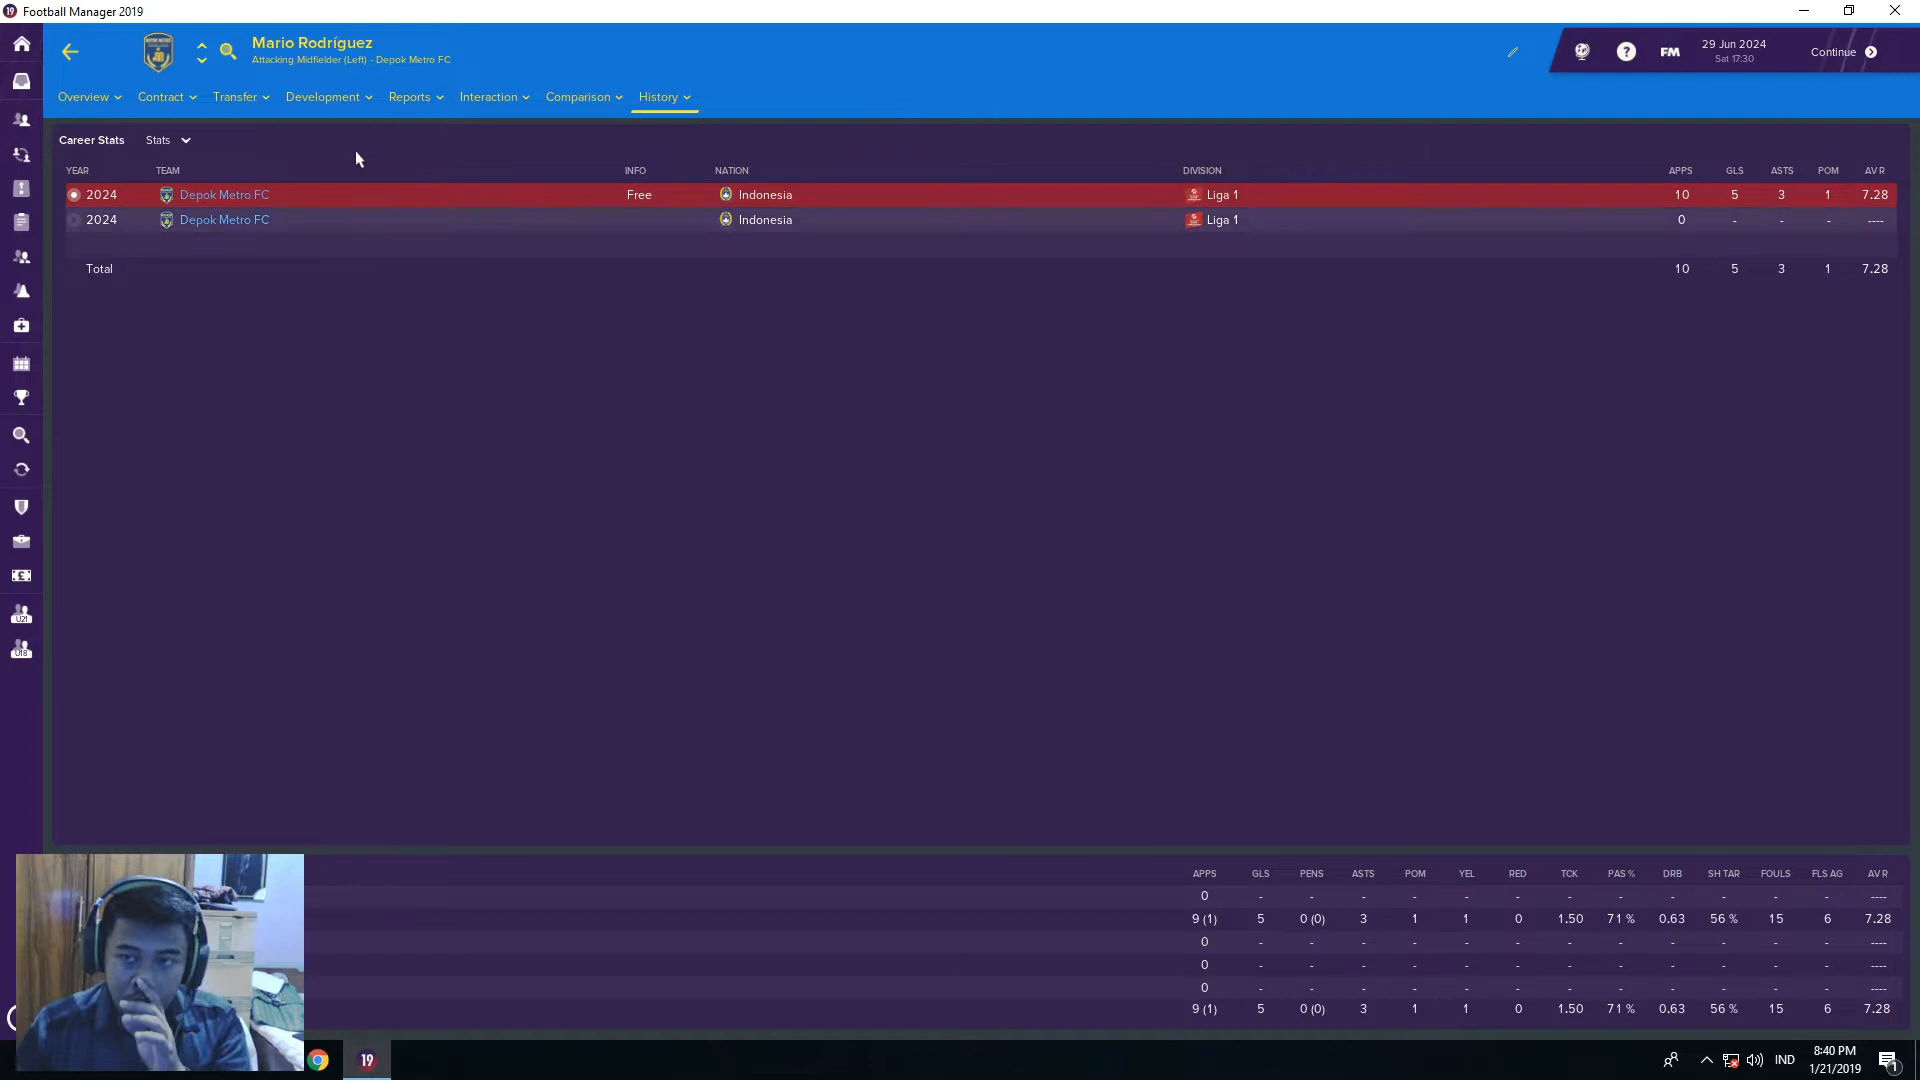 Football Manager 2019
Mario Rodríguez
Attacking Midfielder (Left) - Depok Metro FC
FM
29 Jun 2024
Sat 17:30
Continue
Overview Contract Transfer Development Reports Interaction Comparison History
Career Stats Stats
YEAR TEAM INFO NATION DIVISION APPS GLS ASTS POM AV R
2024 Depok Metro FC Free Indonesia Liga 1 10 5 3 1 7.28
2024 Depok Metro FC Indonesia Liga 1 0 - - - ----
Total 10 5 3 1 7.28
U21
U18
APPS GLS PENS ASTS POM YEL RED TCK PAS % DRB SH TAR FOULS FLS AG AV R
0 - - - - - - - - - - - - ----
9 (1) 5 0 (0) 3 1 1 0 1.50 71 % 0.63 56 % 15 6 7.28
0 - - - - - - - - - - - - ----
0 - - - - - - - - - - - - ----
0 - - - - - - - - - - - - ----
9 (1) 5 0 (0) 3 1 1 0 1.50 71 % 0.63 56 % 15 6 7.28
19
IND
8:40 PM
1/21/2019
1